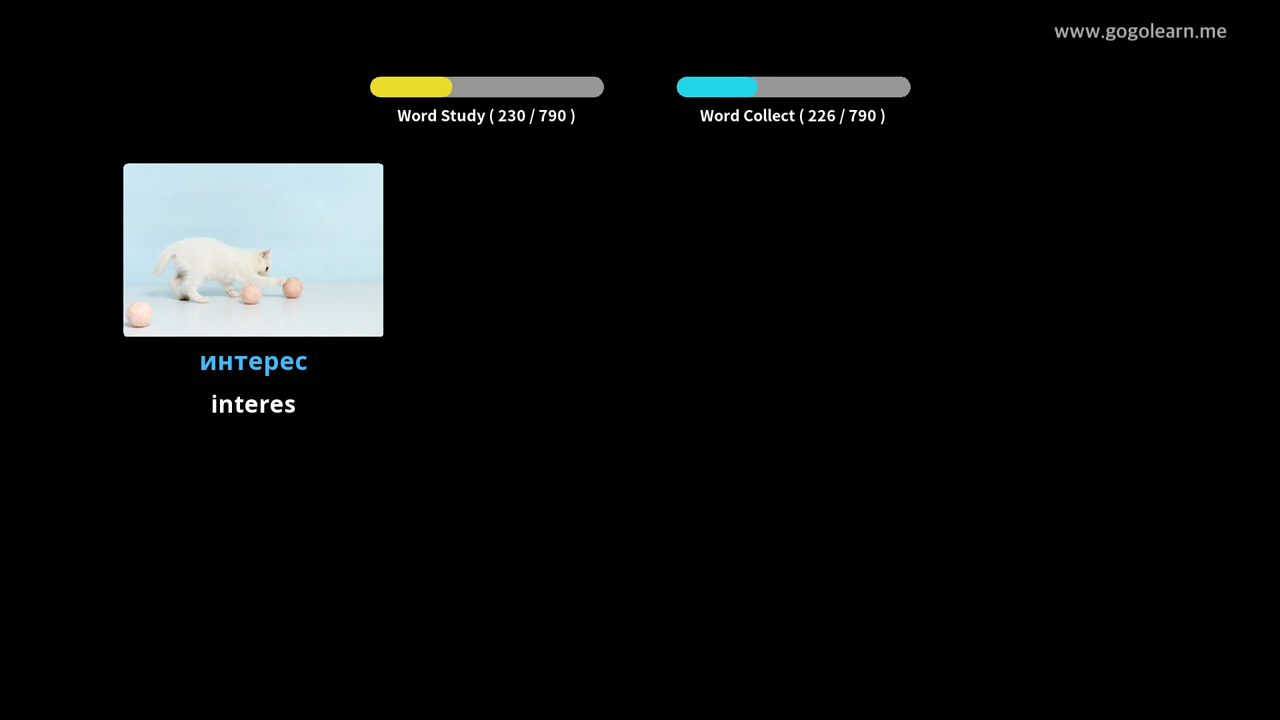 www.gogolearn.me
Word Study ( 230 / 790 )
Word Collect ( 226 / 790 )
интерес
interes